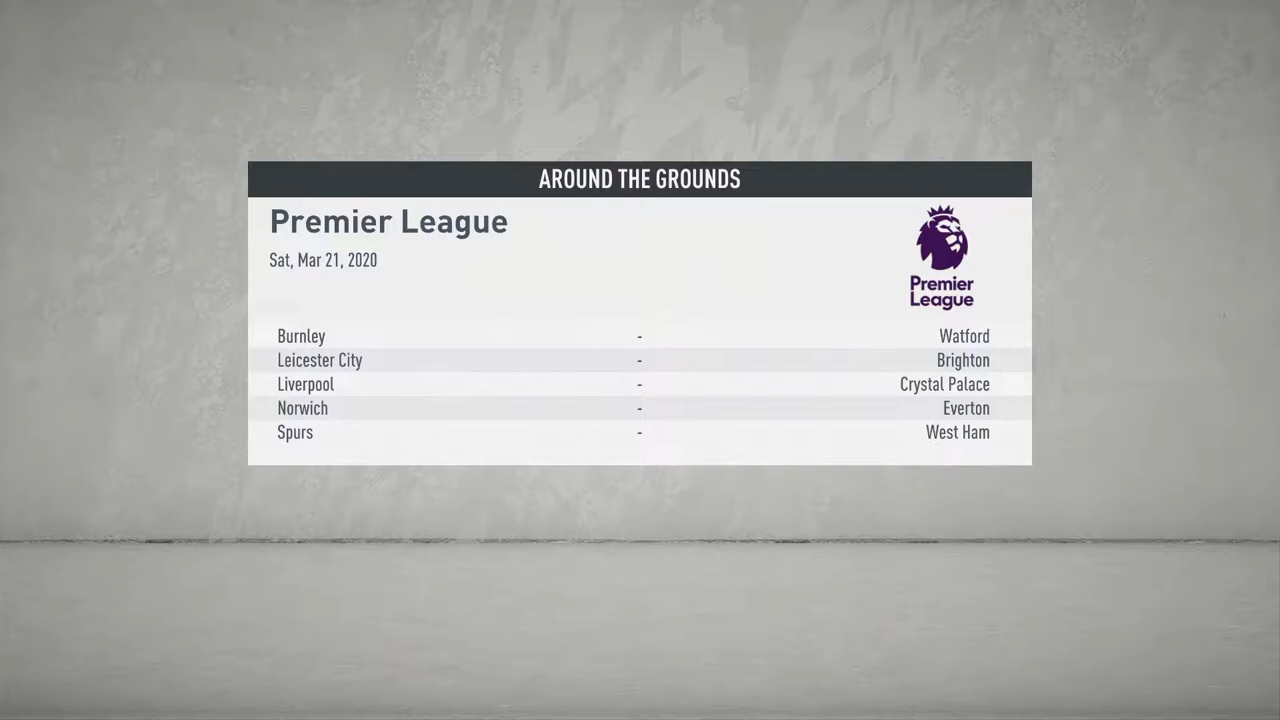 AROUND THE GROUNDS
Premier League
Sat, Mar 21, 2020
Premier
League
Burnley - Watford
Leicester City - Brighton
Liverpool - Crystal Palace
Norwich - Everton
Spurs - West Ham